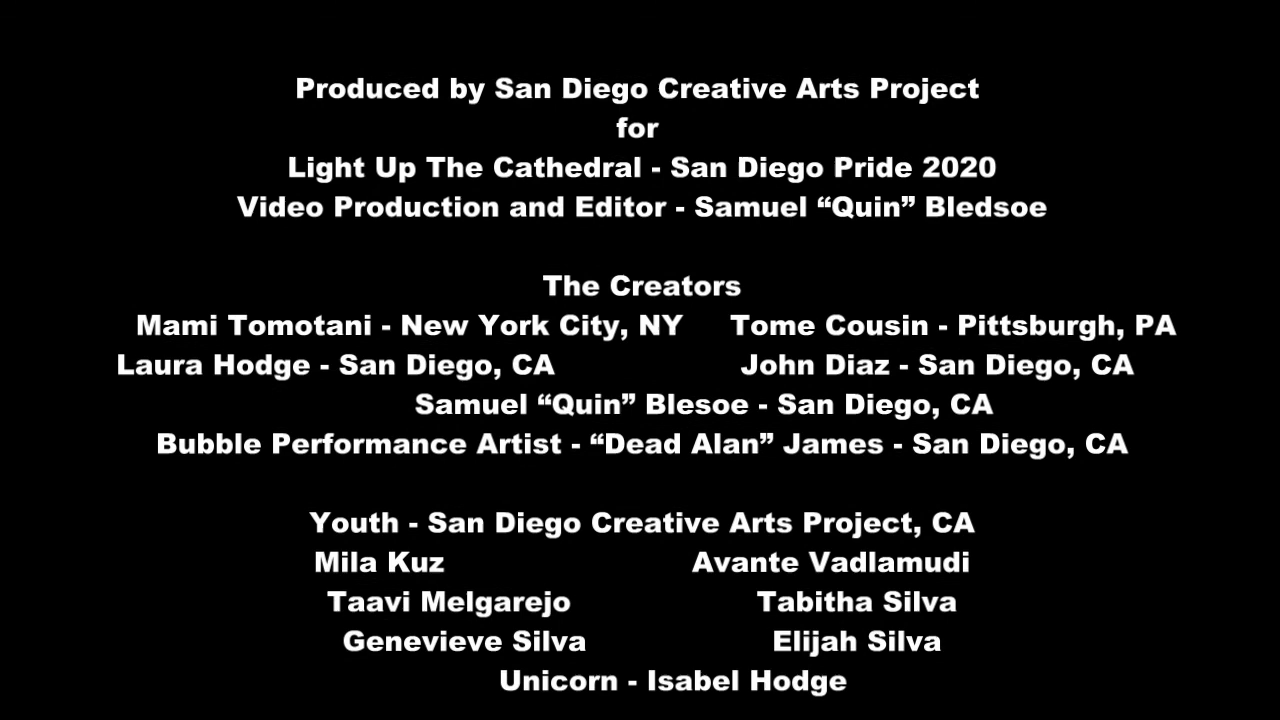 Produced by San Diego Creative Arts Project
for
Light Up The Cathedral - San Diego Pride 2020
Video Production and Editor - Samuel “Quin” Bledsoe
The Creators
Mami Tomotani - New York City, NY Tome Cousin - Pittsburgh, PA
Laura Hodge - San Diego, CA John Diaz - San Diego, CA
Samuel “Quin” Blesoe - San Diego, CA
Bubble Performance Artist - “Dead Alan” James - San Diego, CA
Youth - San Diego Creative Arts Project, CA
Mila Kuz Avante Vadlamudi
Taavi Melgarejo Tabitha Silva
Genevieve Silva Elijah Silva
Unicorn - Isabel Hodge